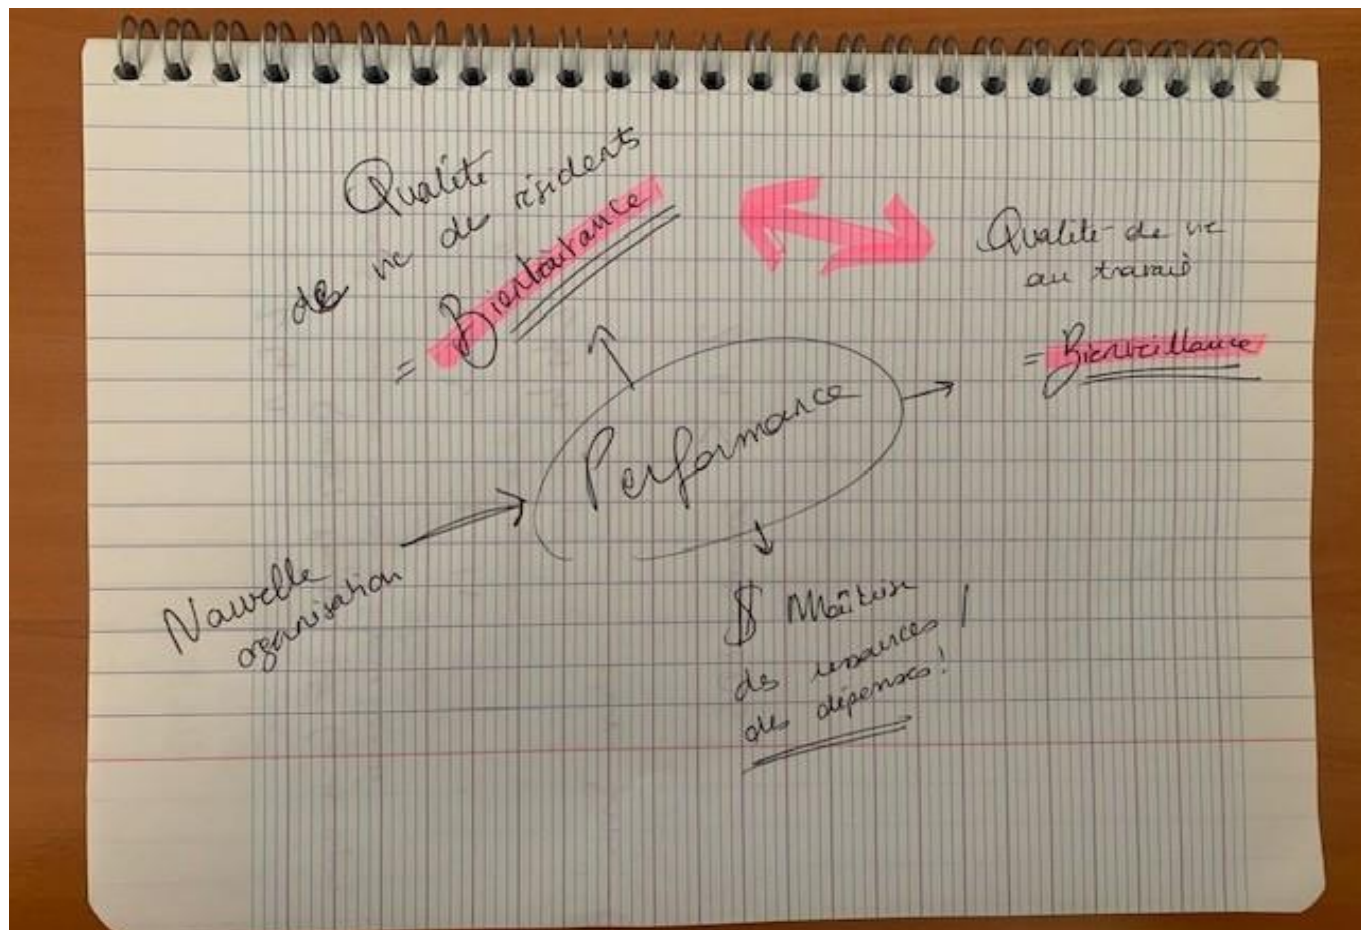 Qualité
de vie de résidents
= Bientraitance
Qualité de vie
au travail
= Bienveillance
Performance
Nouvelle
organisation
$ Maîtrise
des ressources /
des dépenses !